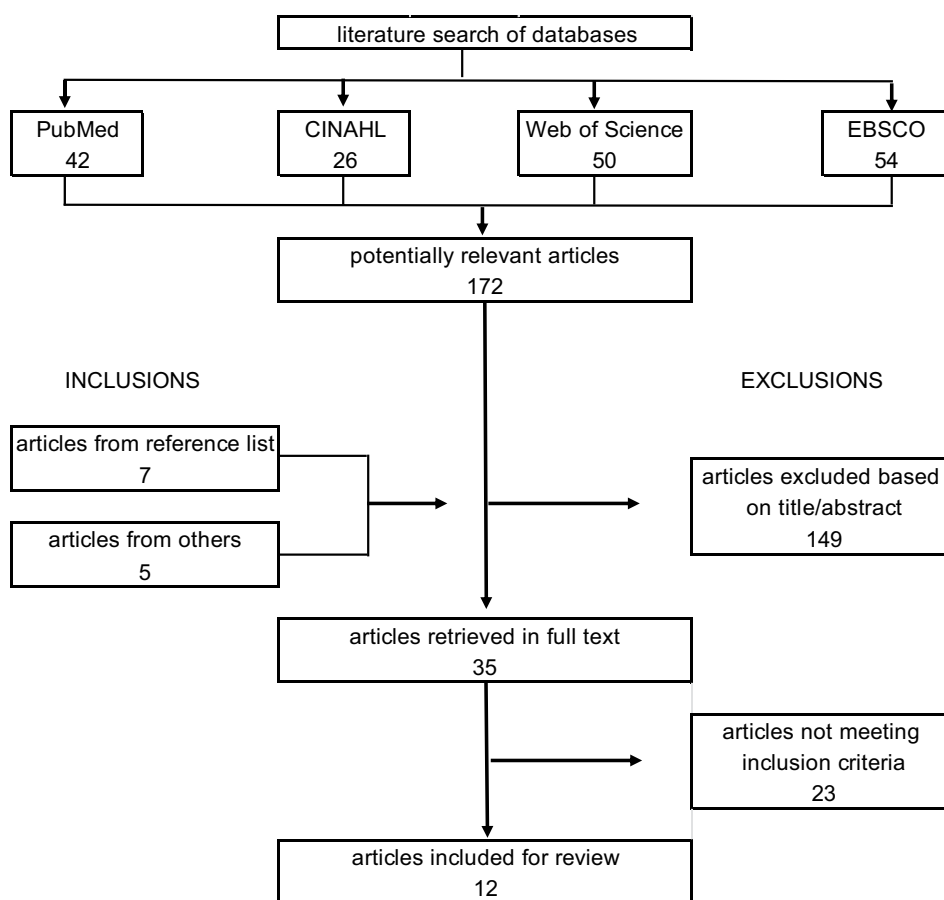 literature search of databases
PubMed
42
CINAHL
26
Web of Science
50
EBSCO
54
potentially relevant articles
172
INCLUSIONS
EXCLUSIONS
articles from reference list
7
articles from others
5
articles excluded based
on title/abstract
149
articles retrieved in full text
35
articles not meeting
inclusion criteria
23
articles included for review
12